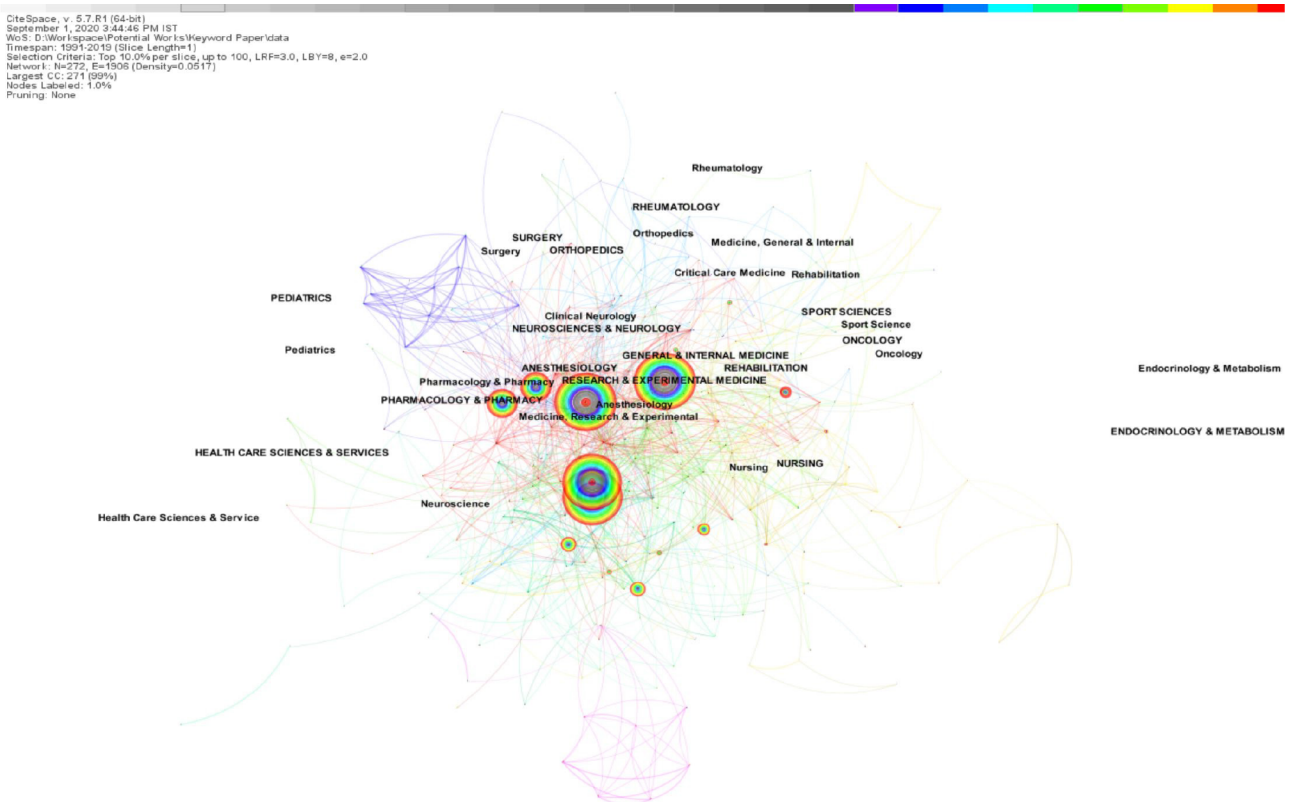 CiteSpace, v. 5.7.R1 (64-bit)
September 1, 2020 3:44:46 PM IST
WoS: D:\Workspace\Potential Works\Keyword Paper\data
Timespan: 1991-2019 (Slice Length=1)
Selection Criteria: Top 10.0% per slice, up to 100, LRF=3.0, LBY=8, e=2.0
Network: N=272, E=1906 (Density=0.0517)
Largest CC: 271 (99%)
Nodes Labeled: 1.0%
Pruning: None
Rheumatology
RHEUMATOLOGY
Orthopedics
SURGERY
Medicine, General & Internal
Surgery
ORTHOPEDICS
Critical Care Medicine
Rehabilitation
PEDIATRICS
SPORT SCIENCES
Clinical Neurology
Sport Science
NEUROSCIENCES & NEUROLOGY
ONCOLOGY
Pediatrics
Oncology
GENERAL & INTERNAL MEDICINE
ANESTHESIOLOGY
REHABILITATION
Endocrinology & Metabolism
Pharmacology & Pharmacy
RESEARCH & EXPERIMENTAL MEDICINE
PHARMACOLOGY & PHARMACY
Anesthesiology
Medicine, Research & Experimental
ENDOCRINOLOGY & METABOLISM
HEALTH CARE SCIENCES & SERVICES
Nursing
NURSING
Neuroscience
Health Care Sciences & Service